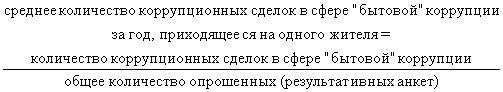 среднее количество коррупционных сделок в сфере "бытовой" коррупции
за год, приходящееся на одного жителя =
количество коррупционных сделок в сфере "бытовой" коррупции
общее количество опрошенных (результативных анкет)